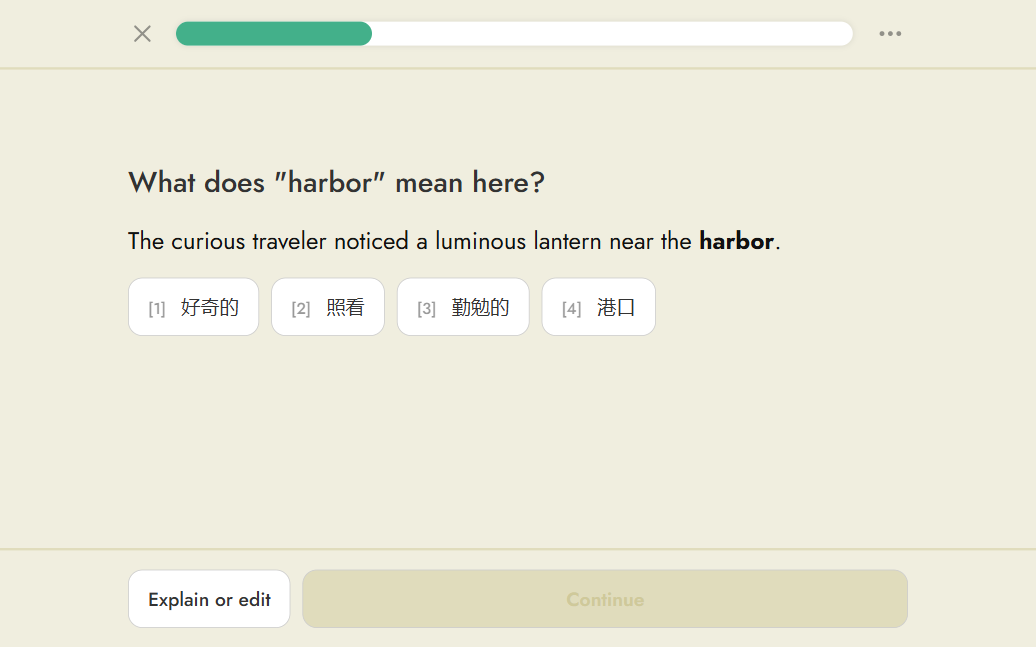 What does "harbor" mean here?
The curious traveler noticed a luminous lantern near the harbor.
[1] 好奇的 [2] 照看 [3] 勤勉的 [4] 港口
Explain or edit Continue